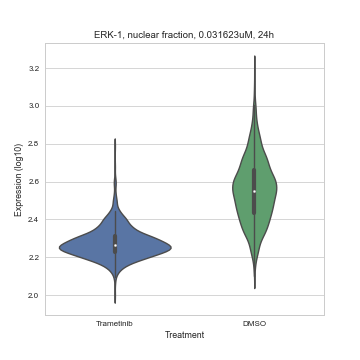 ERK-1, nuclear fraction, 0.031623uM, 24h
Expression (log10)
3.2
3.0
2.8
2.6
2.4
2.2
2.0
Trametinib DMSO
Treatment